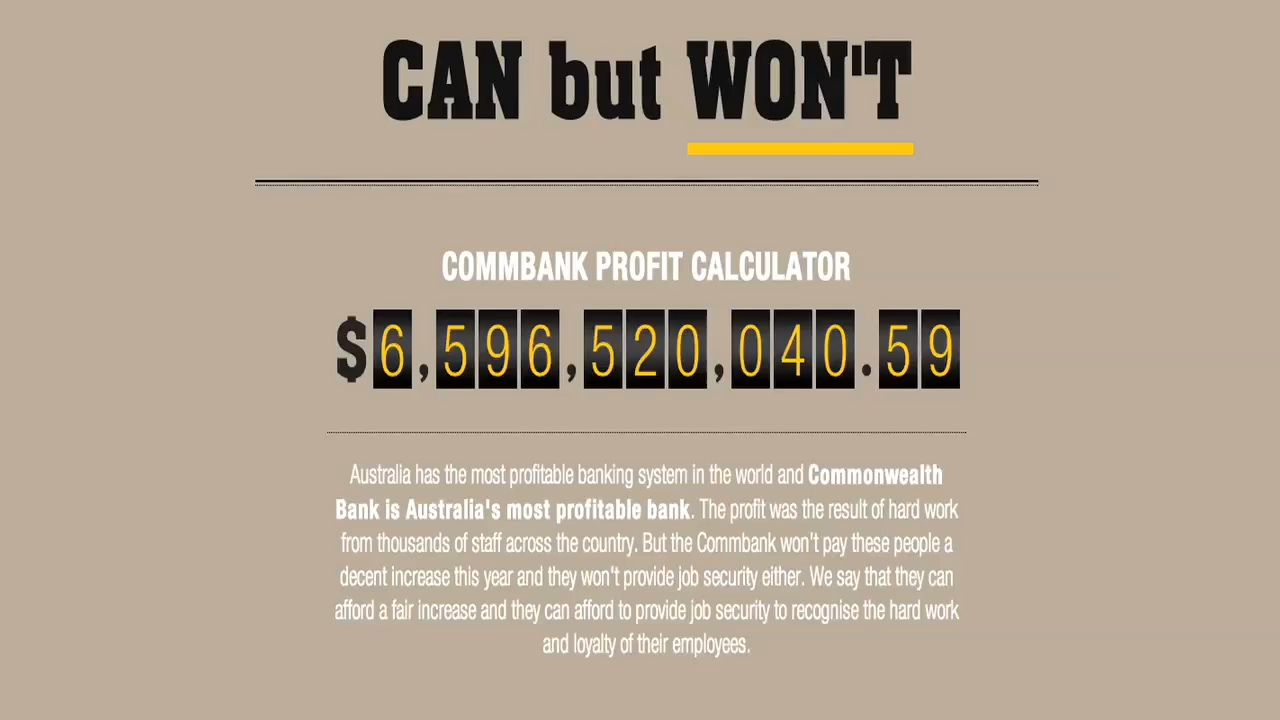 CAN but WON'T
COMMBANK PROFIT CALCULATOR
$6,596,520,040.59
Australia has the most profitable banking system in the world and Commonwealth
Bank is Australia's most profitable bank. The profit was the result of hard work
from thousands of staff across the country. But the Commbank won't pay these people a
decent increase this year and they won't provide job security either. We say that they can
afford a fair increase and they can afford to provide job security to recognise the hard work
and loyalty of their employees.